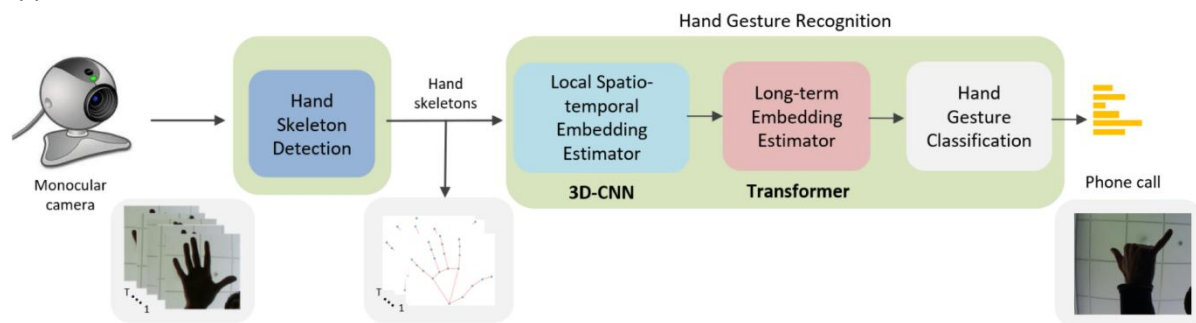 Hand Gesture Recognition
Hand
Skeleton
Detection
Hand
skeletons
Local Spatio-
temporal
Embedding
Estimator
Long-term
Embedding
Estimator
Hand
Gesture
Classification
3D-CNN
Transformer
Monocular
camera
Phone call
T
1
T
1